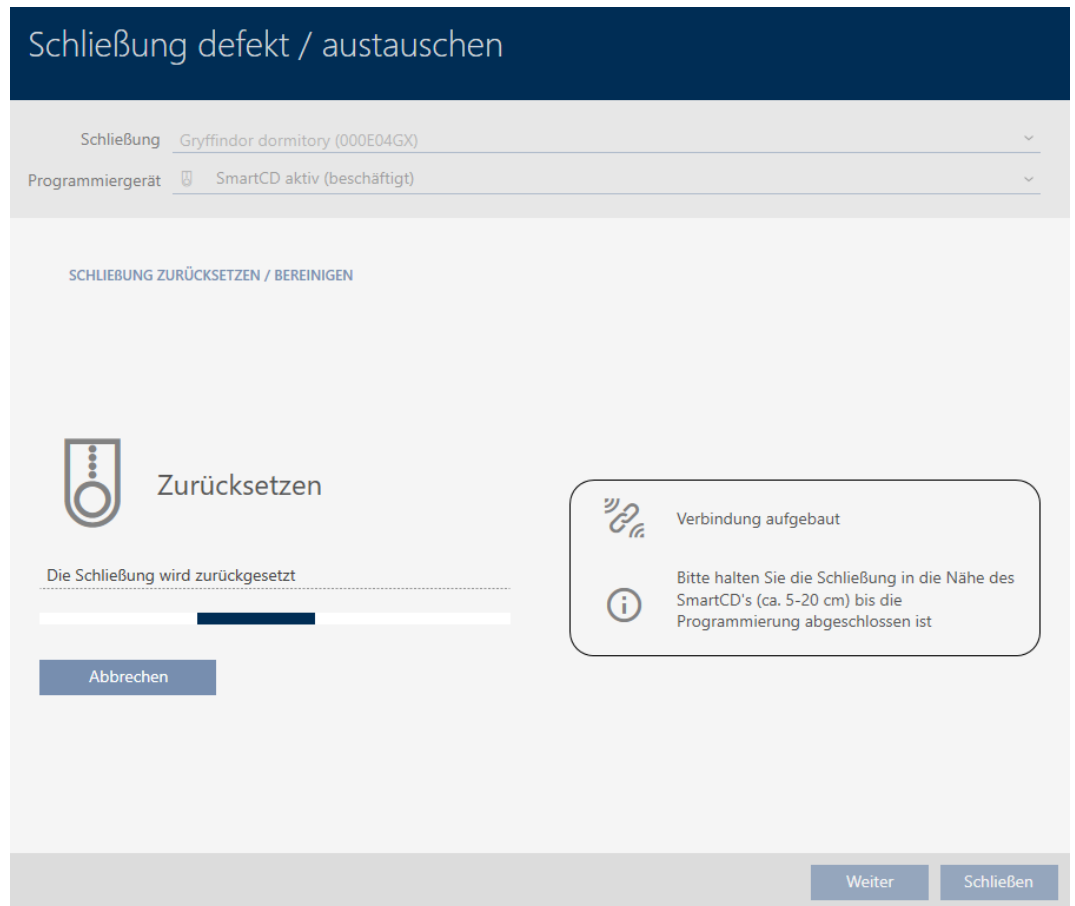 Schließung defekt / austauschen
Schließung Gryffindor dormitory (000E04GX)
Programmiergerät SmartCD aktiv (beschäftigt)
SCHLIEßUNG ZURÜCKSETZEN / BEREINIGEN
Zurücksetzen
Die Schließung wird zurückgesetzt
Abbrechen
Verbindung aufgebaut
Bitte halten Sie die Schließung in die Nähe des
SmartCD's (ca. 5-20 cm) bis die
Programmierung abgeschlossen ist
Weiter Schließen